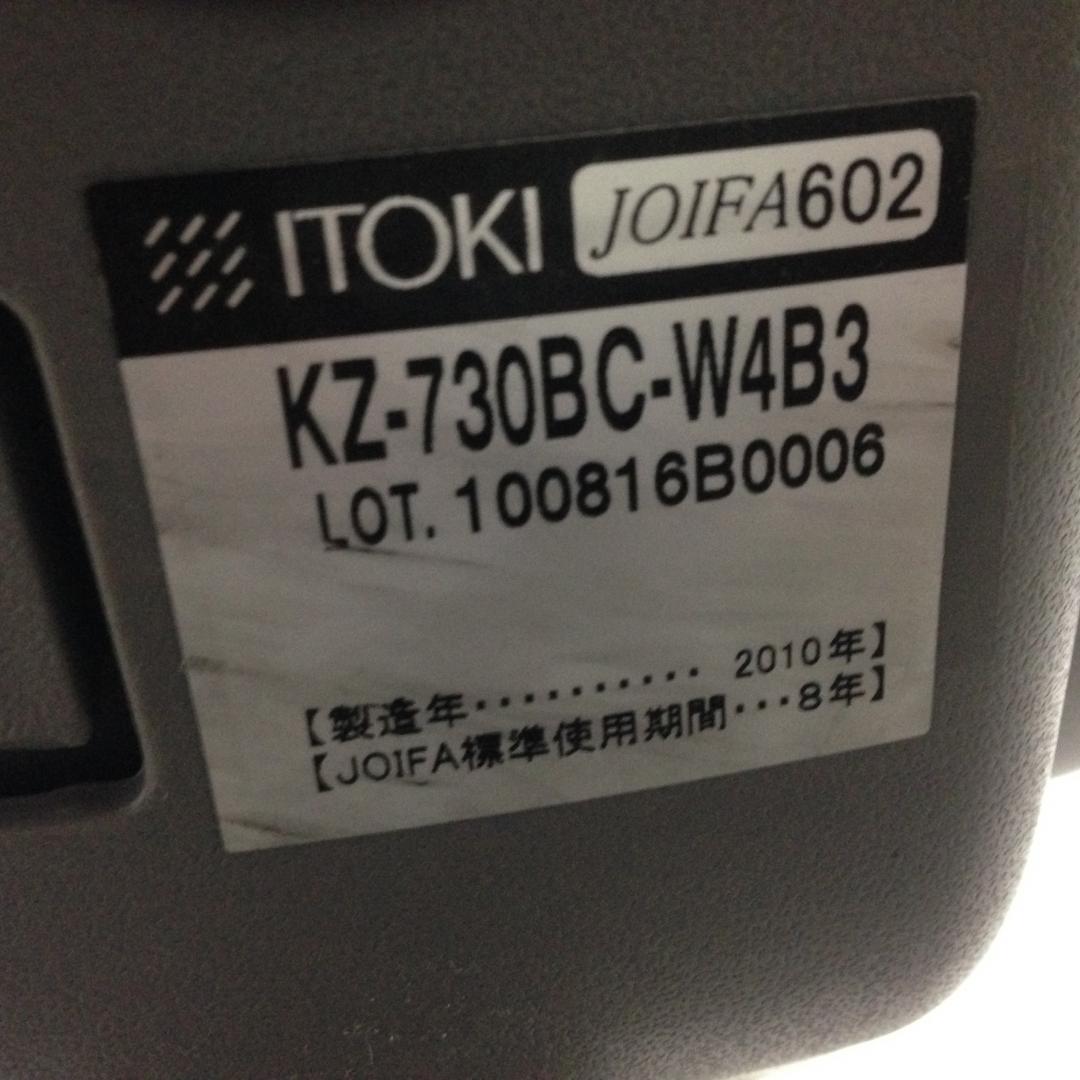 ITOKI JOIFA602
KZ-730BC-W4B3
LOT. 100816B0006
【製造年‥‥‥‥‥ 2010年】
【JOIFA標準使用期間･･･8年】